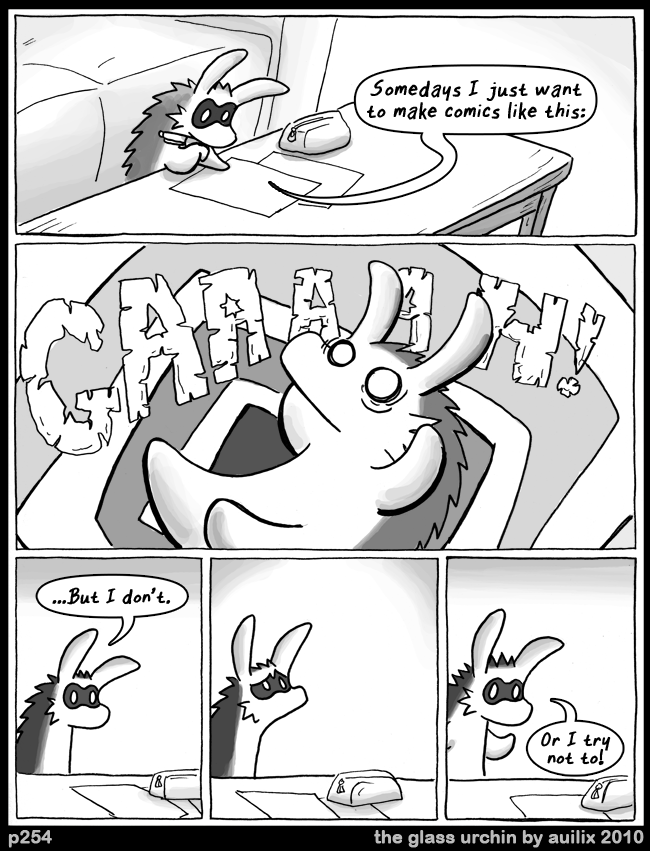 Somedays I just want
to make comics like this:
GAAAAAH!
...But I don't.
Or I try
not to!
p254
the glass urchin by auilix 2010